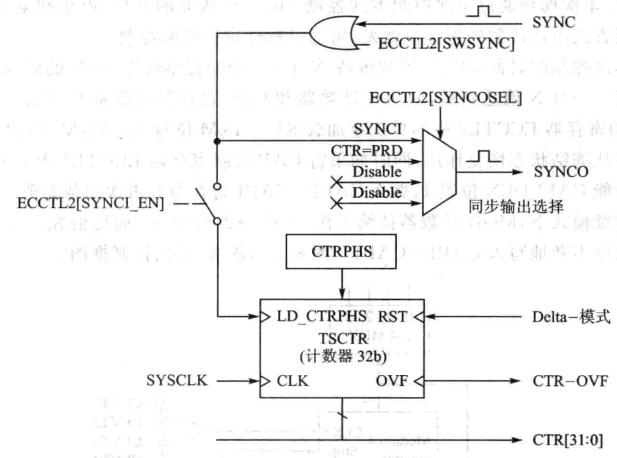 SYNC
ECCTL2[SWSYNC]
ECCTL2[SYNCOSEL]
SYNCI
CTR=PRD
Disable
Disable
SYNCO
同步输出选择
ECCTL2[SYNCI_EN]
CTRPHS
LD_CTRPHS RST
Delta-模式
TSCTR
(计数器 32b)
SYSCLK
CLK OVF
CTR-OVF
CTR[31:0]